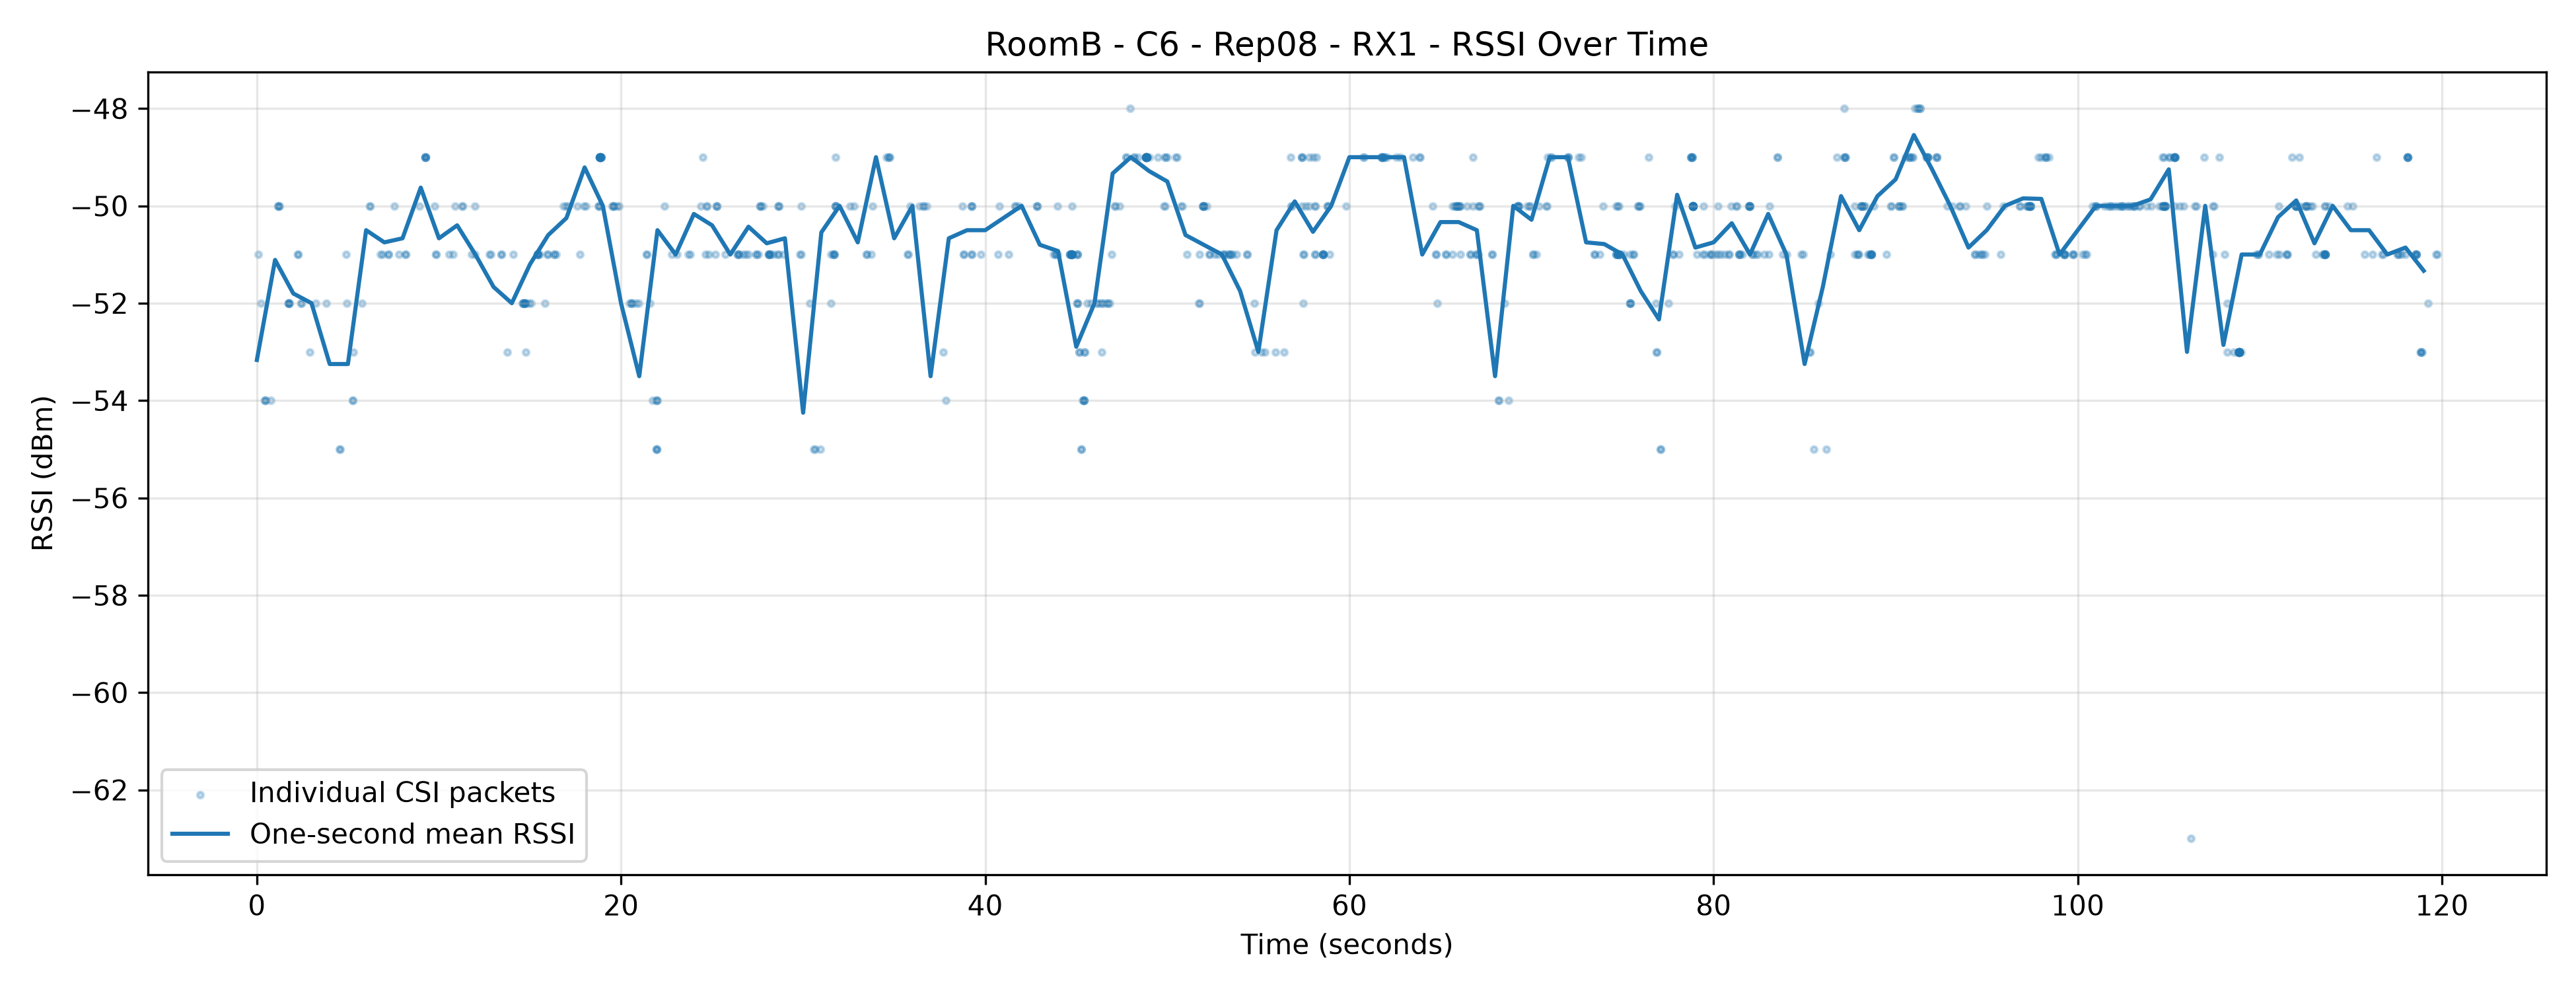 RoomB - C6 - Rep08 - RX1 - RSSI Over Time
RSSI (dBm)
−48
−50
−52
−54
−56
−58
−60
−62
Individual CSI packets
One-second mean RSSI
0 20 40 60 80 100 120
Time (seconds)